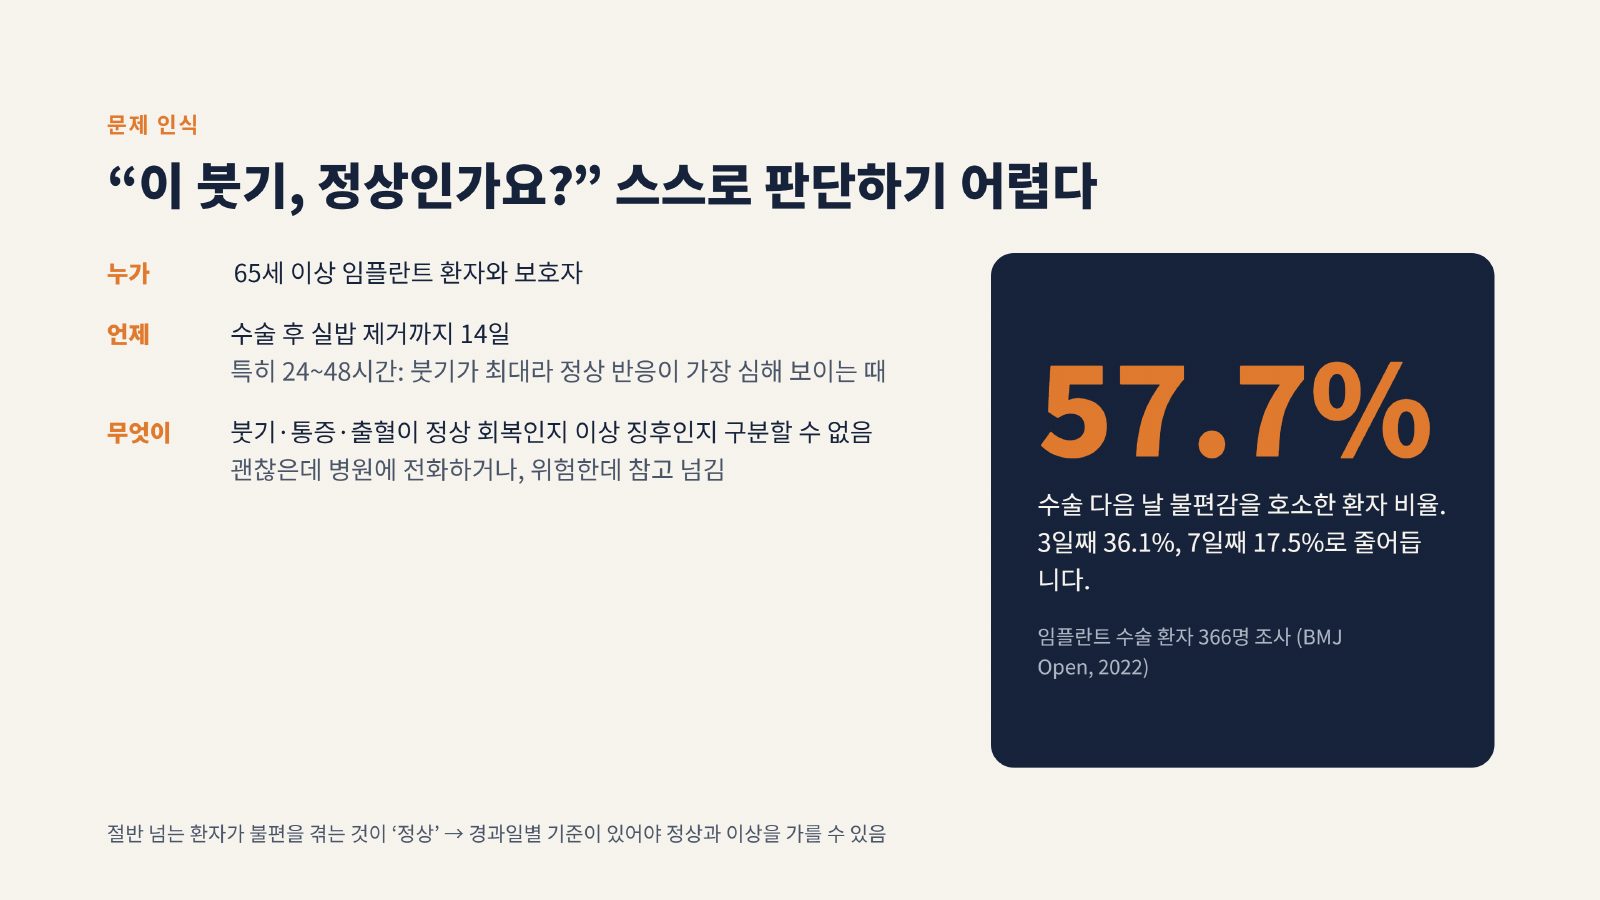 문제 인식
“이 붓기, 정상인가요?” 스스로 판단하기 어렵다
누가
65세 이상 임플란트 환자와 보호자
언제
수술 후 실밥 제거까지 14일
특히 24~48시간: 붓기가 최대라 정상 반응이 가장 심해 보이는 때
무엇이
붓기·통증·출혈이 정상 회복인지 이상 징후인지 구분할 수 없음
괜찮은데 병원에 전화하거나, 위험한데 참고 넘김
57.7%
수술 다음 날 불편감을 호소한 환자 비율.
3일째 36.1%, 7일째 17.5%로 줄어듭
니다.
임플란트 수술 환자 366명 조사 (BMJ
Open, 2022)
절반 넘는 환자가 불편을 겪는 것이 ‘정상’ → 경과일별 기준이 있어야 정상과 이상을 가를 수 있음